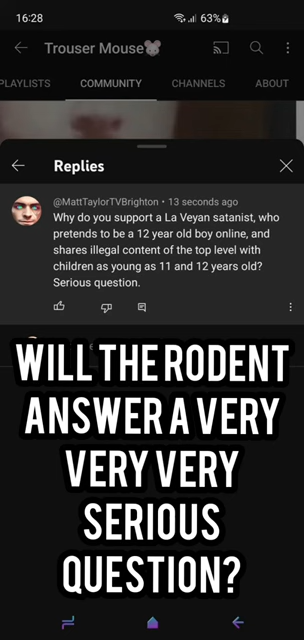 16:28
63%
Trouser Mouse🐭
PLAYLISTS
COMMUNITY
CHANNELS
ABOUT
Replies
@MattTaylorTVBrighton • 13 seconds ago
Why do you support a La Veyan satanist, who
pretends to be a 12 year old boy online, and
shares illegal content of the top level with
children as young as 11 and 12 years old?
Serious question.
WILL THE RODENT
ANSWER A VERY
VERY VERY
SERIOUS
QUESTION?